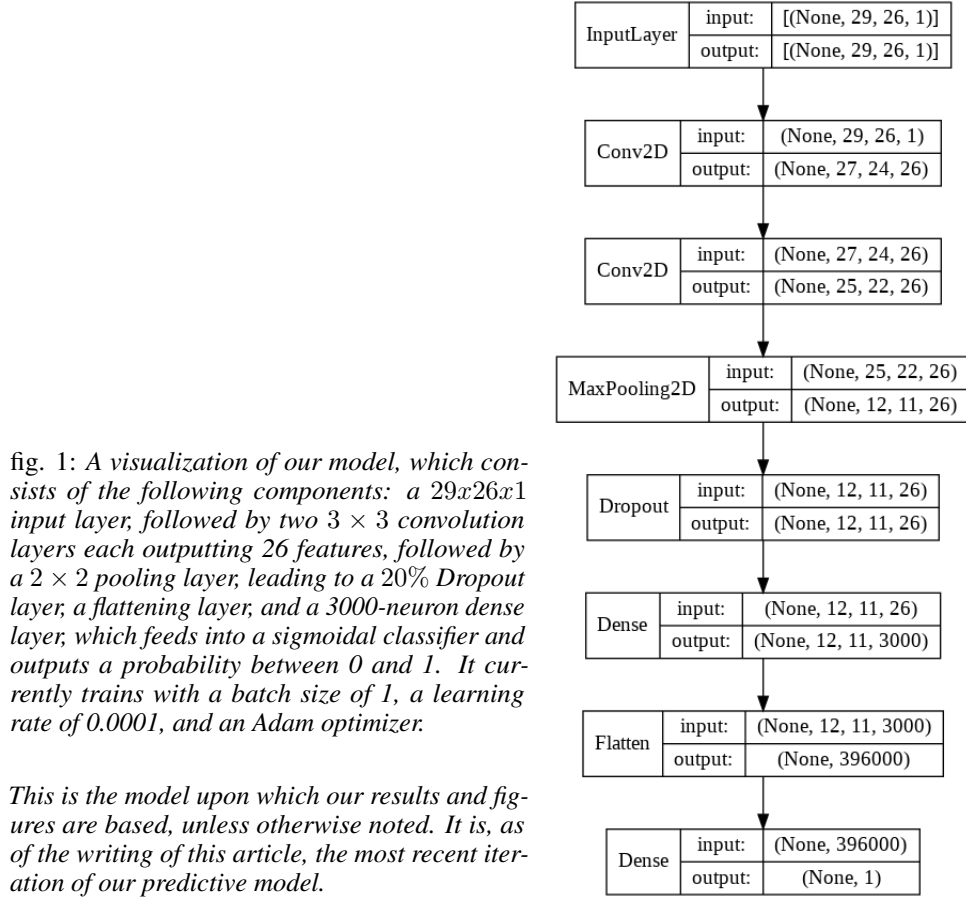 InputLayer
input:
[(None, 29, 26, 1)]
output:
[(None, 29, 26, 1)]
Conv2D
input:
(None, 29, 26, 1)
output:
(None, 27, 24, 26)
Conv2D
input:
(None, 27, 24, 26)
output:
(None, 25, 22, 26)
MaxPooling2D
input:
(None, 25, 22, 26)
output:
(None, 12, 11, 26)
Dropout
input:
(None, 12, 11, 26)
output:
(None, 12, 11, 26)
Dense
input:
(None, 12, 11, 26)
output:
(None, 12, 11, 3000)
Flatten
input:
(None, 12, 11, 3000)
output:
(None, 396000)
Dense
input:
(None, 396000)
output:
(None, 1)
fig. 1: A visualization of our model, which con-
sists of the following components: a 29x26x1
input layer, followed by two 3 × 3 convolution
layers each outputting 26 features, followed by
a 2 × 2 pooling layer, leading to a 20% Dropout
layer, a flattening layer, and a 3000-neuron dense
layer, which feeds into a sigmoidal classifier and
outputs a probability between 0 and 1. It cur-
rently trains with a batch size of 1, a learning
rate of 0.0001, and an Adam optimizer.
This is the model upon which our results and fig-
ures are based, unless otherwise noted. It is, as
of the writing of this article, the most recent iter-
ation of our predictive model.